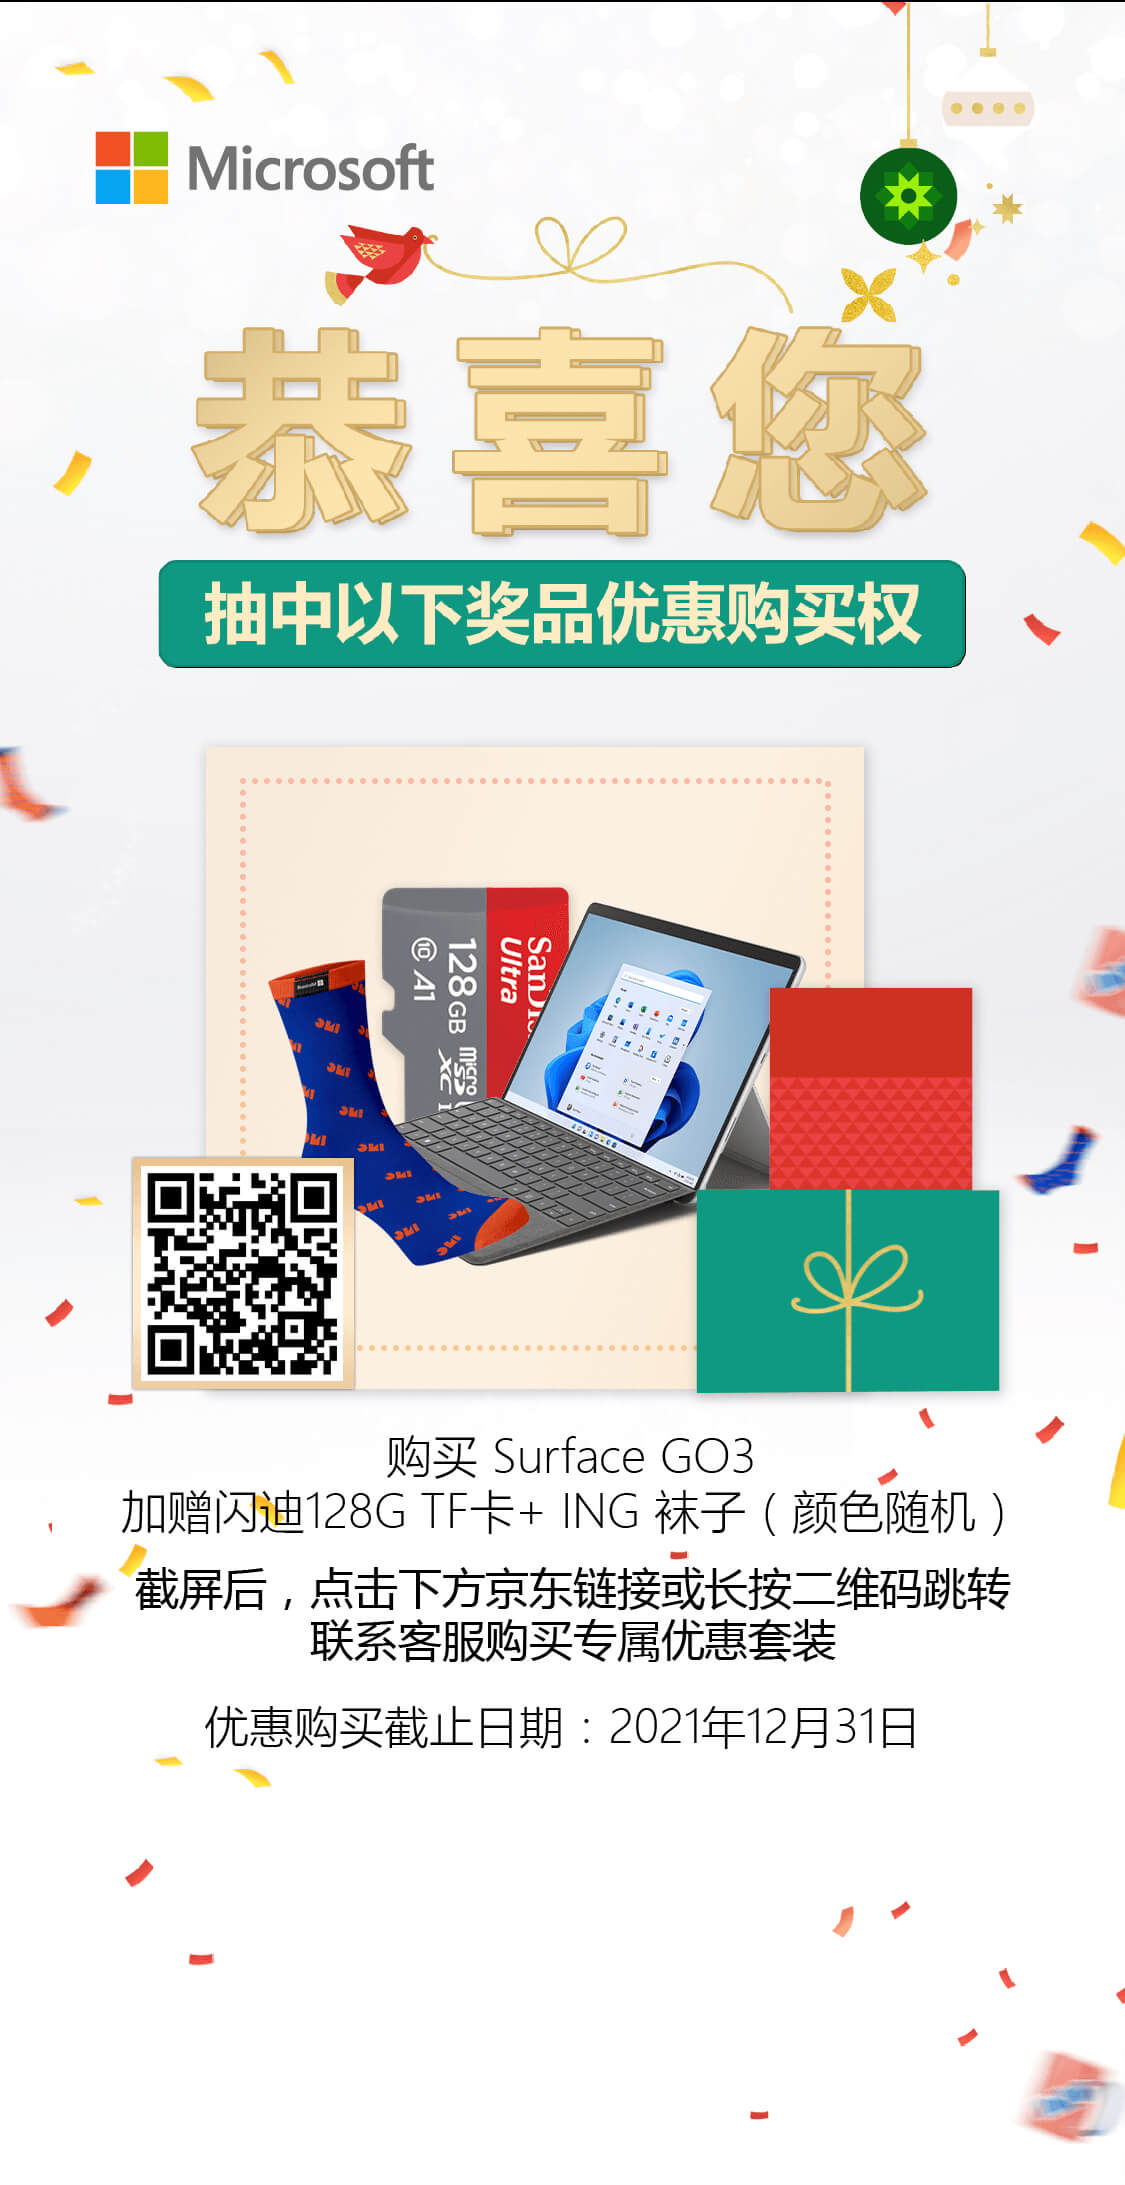 Microsoft
恭喜您
抽中以下奖品优惠购买权
SanDi
Ultra
128GB
A1
micro
SD
XC I
购买 Surface GO3
加赠闪迪128G TF卡+ ING 袜子（颜色随机）
截屏后，点击下方京东链接或长按二维码跳转
联系客服购买专属优惠套装
优惠购买截止日期：2021年12月31日